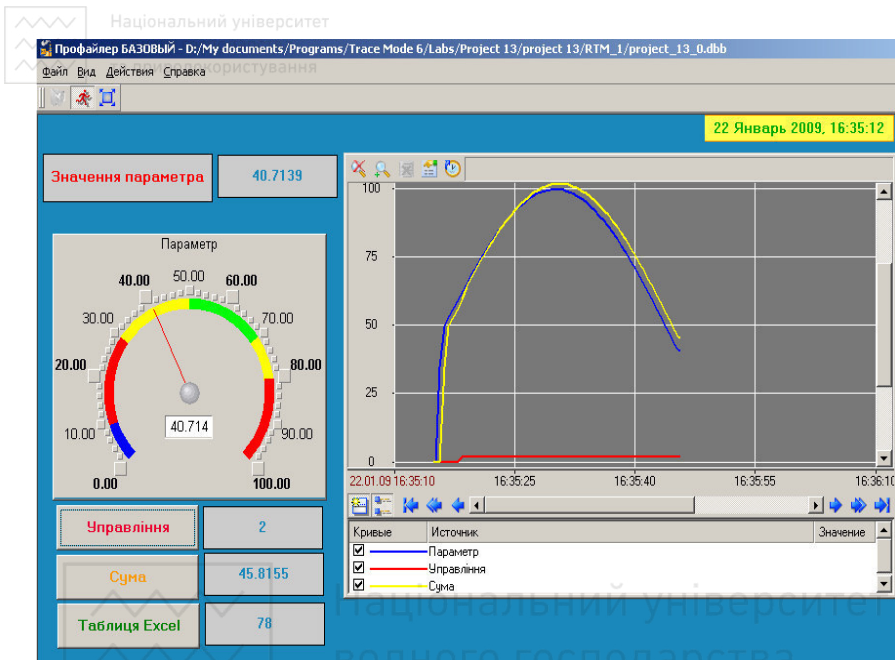 Національний університет
Профайлер БАЗОВЫЙ - D:/My documents/Programs/Trace Mode 6/Labs/Project 13/project 13/RTM_1/project_13_0.dbb
Файл Вид Действия Справка
22 Январь 2009, 16:35:12
Значення параметра 40.7139
Параметр
0.00 10.00 20.00 30.00 40.00 50.00 60.00 70.00 80.00 90.00 100.00
40.714
100
75
50
25
0
22.01.09 16:35:10 16:35:25 16:35:40 16:35:55 16:36:10
Кривые Источник Значение
Параметр
Управління
Сума
Управління 2
Сума 45.8155
Таблиця Excel 78
Національний університет
водного господарства